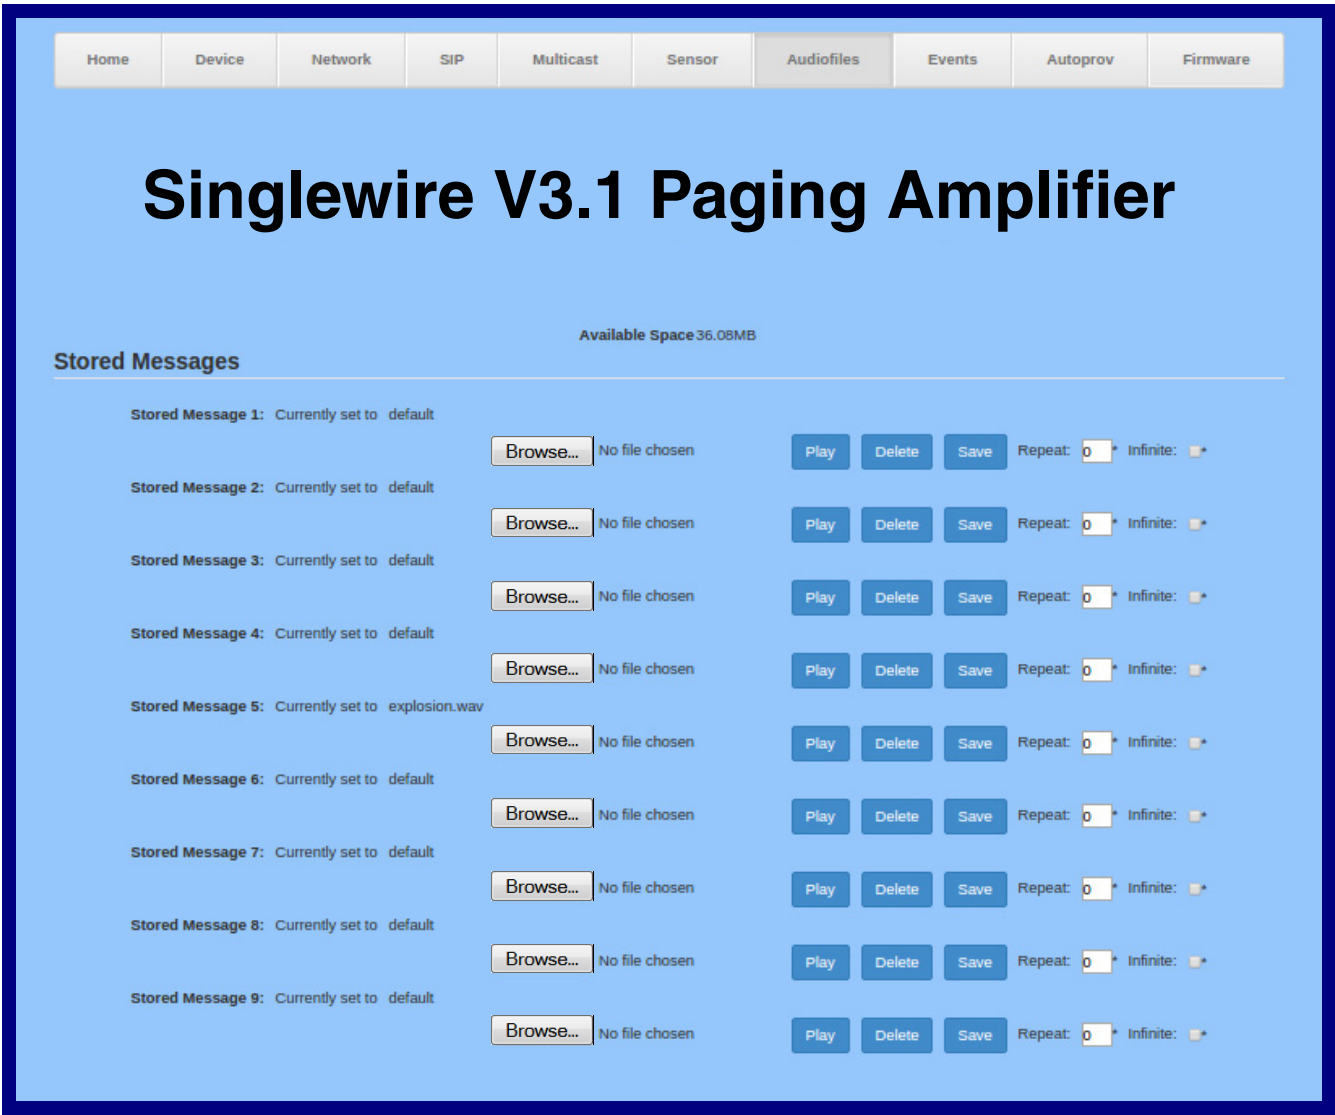 Home Device Network SIP Multicast Sensor Audiofiles Events Autoprov Firmware
Singlewire V3.1 Paging Amplifier
Available Space 36.08MB
Stored Messages
Stored Message 1: Currently set to default
Browse... No file chosen Play Delete Save Repeat: 0 * Infinite: *
Stored Message 2: Currently set to default
Browse... No file chosen Play Delete Save Repeat: 0 * Infinite: *
Stored Message 3: Currently set to default
Browse... No file chosen Play Delete Save Repeat: 0 * Infinite: *
Stored Message 4: Currently set to default
Browse... No file chosen Play Delete Save Repeat: 0 * Infinite: *
Stored Message 5: Currently set to explosion.wav
Browse... No file chosen Play Delete Save Repeat: 0 * Infinite: *
Stored Message 6: Currently set to default
Browse... No file chosen Play Delete Save Repeat: 0 * Infinite: *
Stored Message 7: Currently set to default
Browse... No file chosen Play Delete Save Repeat: 0 * Infinite: *
Stored Message 8: Currently set to default
Browse... No file chosen Play Delete Save Repeat: 0 * Infinite: *
Stored Message 9: Currently set to default
Browse... No file chosen Play Delete Save Repeat: 0 * Infinite: *